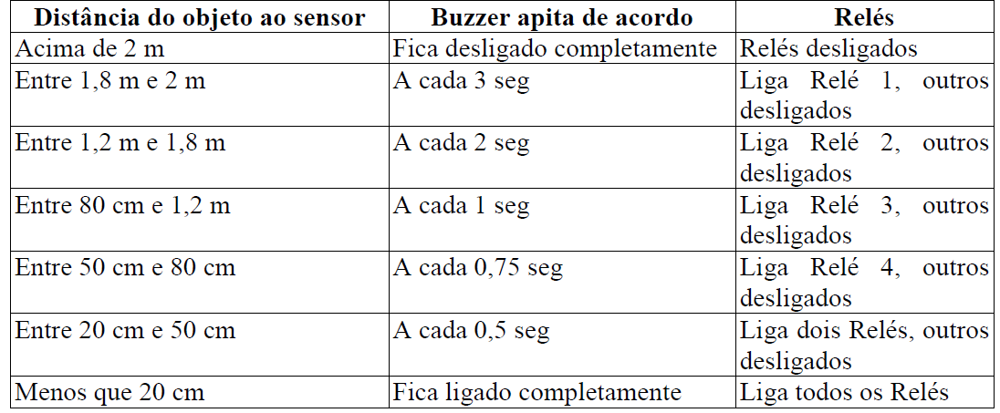 Distância do objeto ao sensor Buzzer apita de acordo Relés
Acima de 2 m Fica desligado completamente Relés desligados
Entre 1,8 m e 2 m A cada 3 seg Liga Relé 1, outros
desligados
Entre 1,2 m e 1,8 m A cada 2 seg Liga Relé 2, outros
desligados
Entre 80 cm e 1,2 m A cada 1 seg Liga Relé 3, outros
desligados
Entre 50 cm e 80 cm A cada 0,75 seg Liga Relé 4, outros
desligados
Entre 20 cm e 50 cm A cada 0,5 seg Liga dois Relés, outros
desligados
Menos que 20 cm Fica ligado completamente Liga todos os Relés